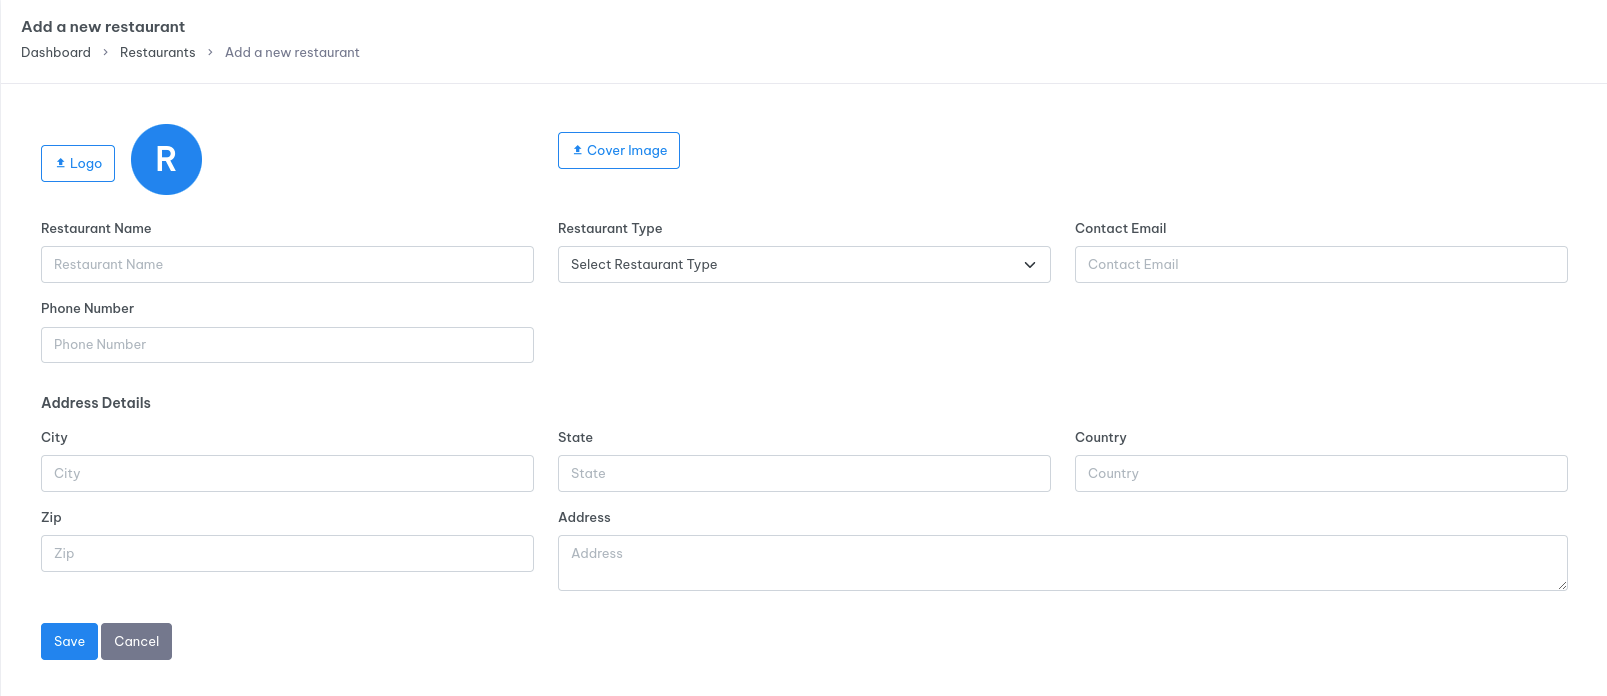 Add a new restaurant
Dashboard > Restaurants > Add a new restaurant
Logo
R
Cover Image
Restaurant Name
Restaurant Type
Contact Email
Restaurant Name
Select Restaurant Type
Contact Email
Phone Number
Phone Number
Address Details
City
State
Country
City
State
Country
Zip
Address
Zip
Address
Save
Cancel